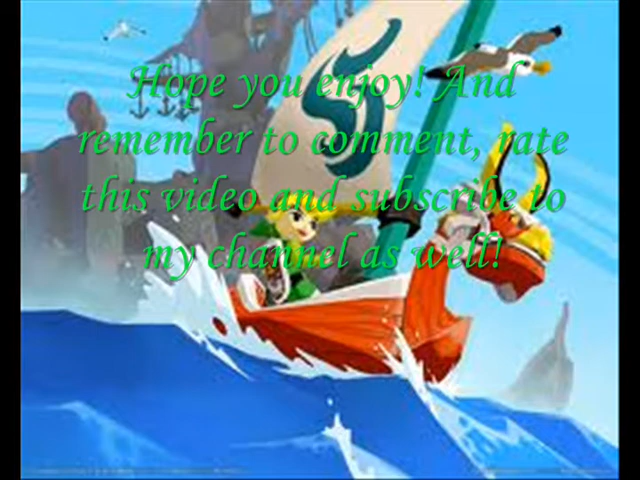 Hope you enjoy! And
remember to comment, rate
this video and subscribe to
my channel as well!